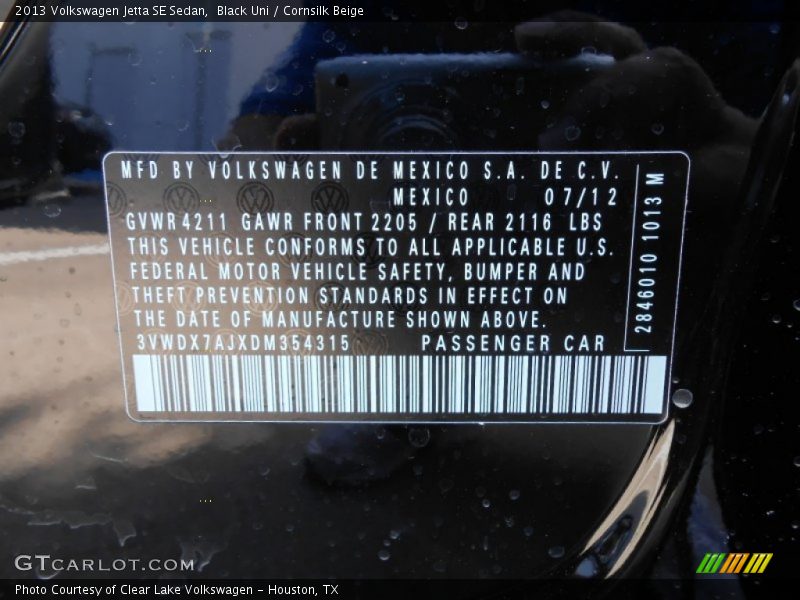 2013 Volkswagen Jetta SE Sedan,  Black Uni / Cornsilk Beige
MFD BY VOLKSWAGEN DE MEXICO S.A. DE C.V.
MEXICO 07/12
GVWR 4211 GAWR FRONT 2205 / REAR 2116 LBS
THIS VEHICLE CONFORMS TO ALL APPLICABLE U.S.
FEDERAL MOTOR VEHICLE SAFETY, BUMPER AND
THEFT PREVENTION STANDARDS IN EFFECT ON
THE DATE OF MANUFACTURE SHOWN ABOVE.
3VWDX7AJXDM354315 PASSENGER CAR
2846010 1013 M
GTCARLOT.COM
Photo Courtesy of Clear Lake Volkswagen - Houston, TX